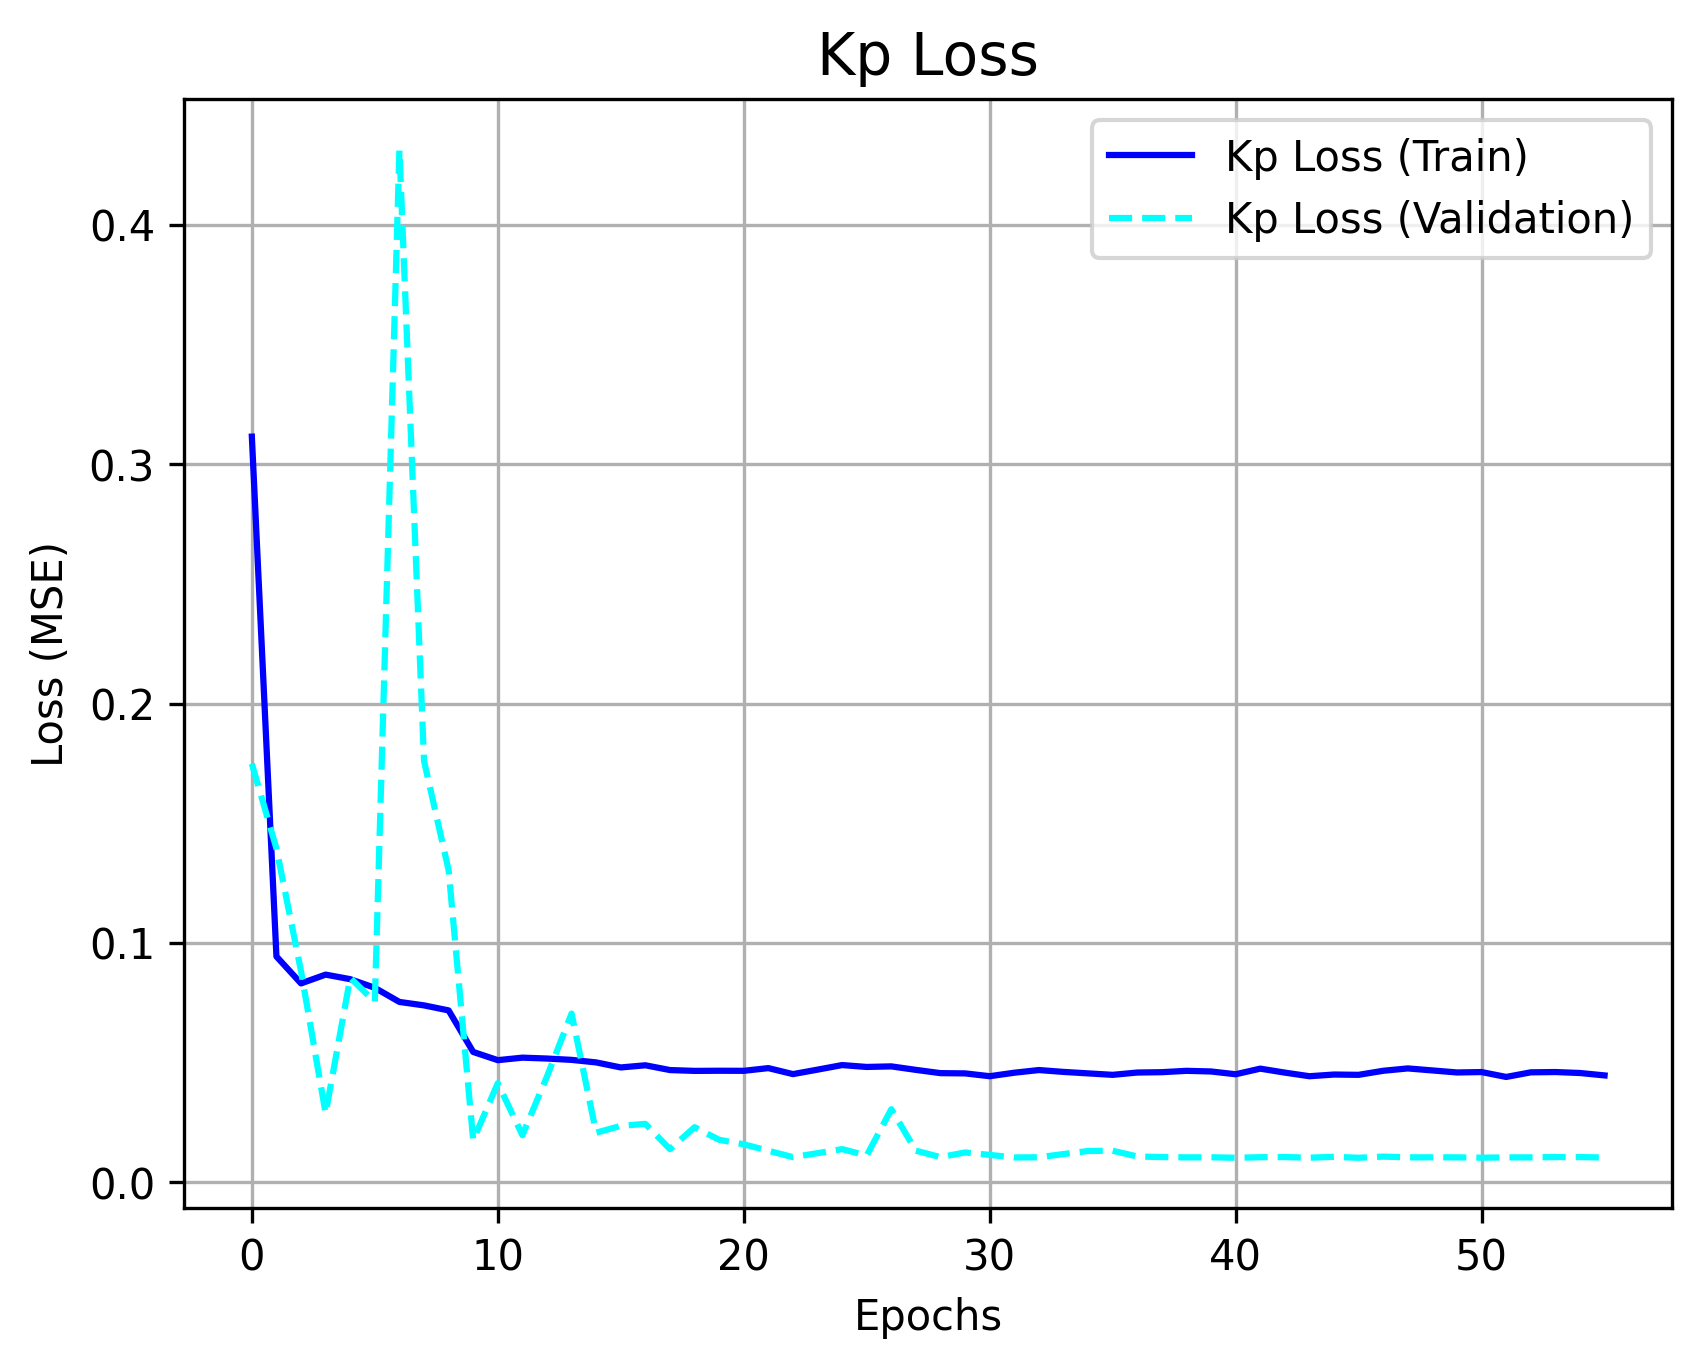 Kp Loss
Kp Loss (Train)
Kp Loss (Validation)
Loss (MSE)
0.4
0.3
0.2
0.1
0.0
0 10 20 30 40 50
Epochs